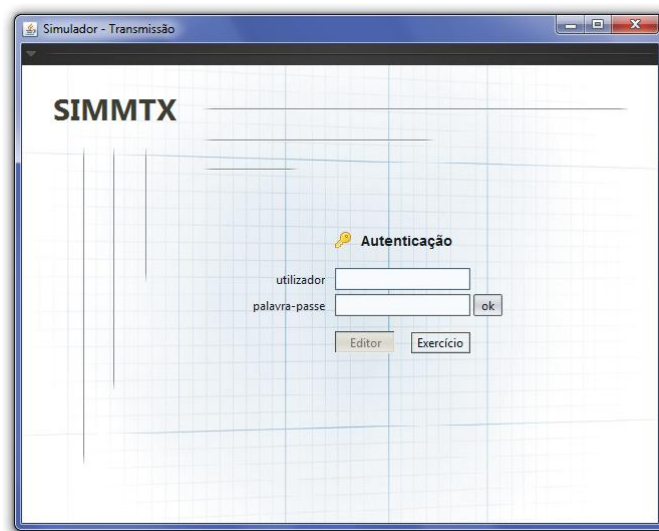 Simulador - Transmissão
SIMMTX
Autenticação
utilizador
palavra-passe ok
Editor Exercício